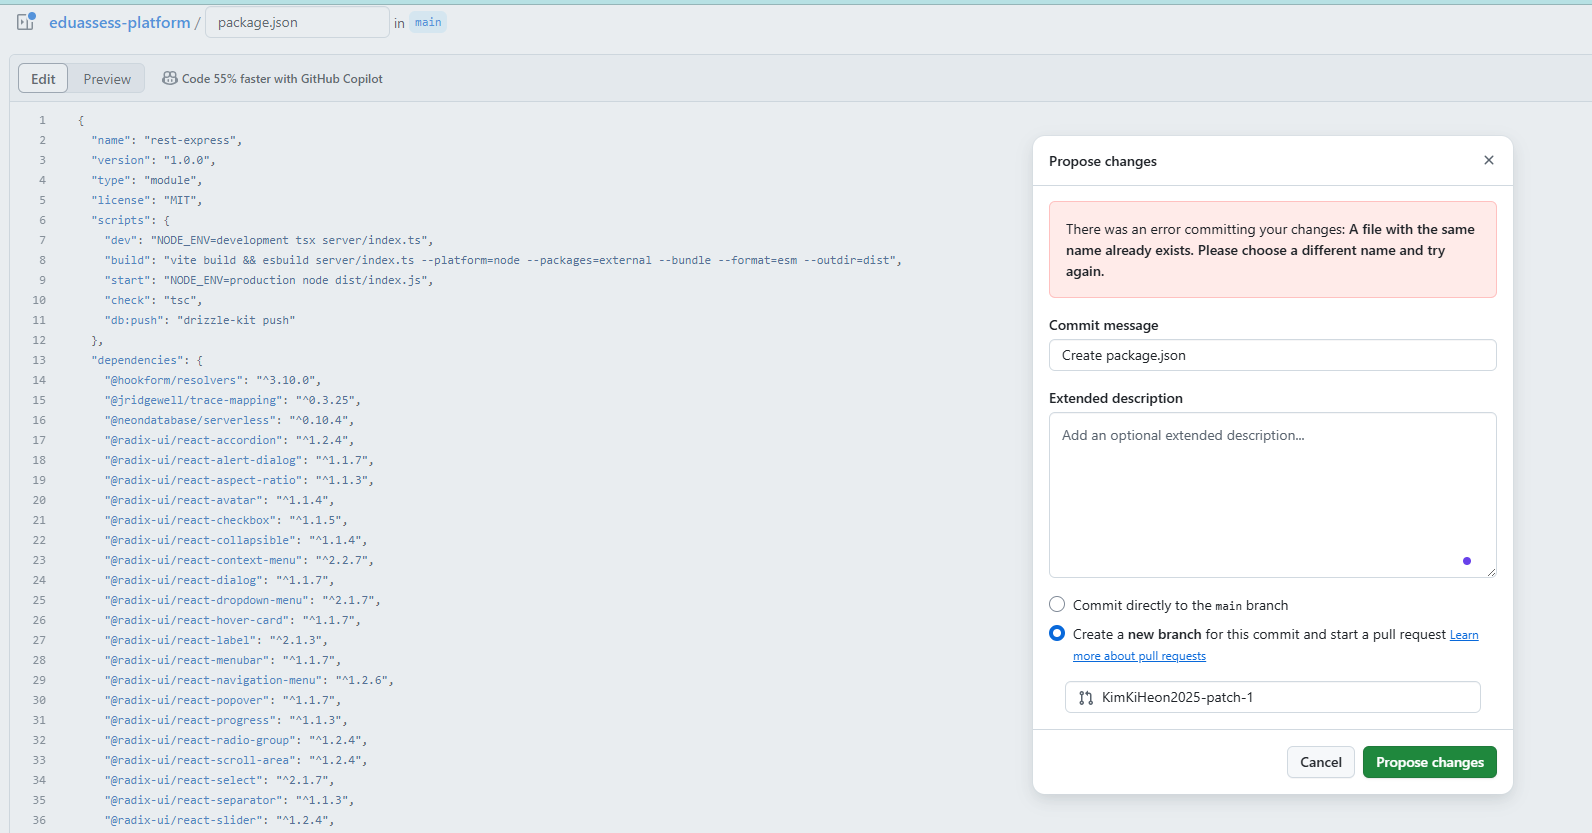 eduassess-platform / package.json in main
Edit Preview Code 55% faster with GitHub Copilot
1 {
2 "name": "rest-express",
3 "version": "1.0.0",
4 "type": "module",
5 "license": "MIT",
6 "scripts": {
7 "dev": "NODE_ENV=development tsx server/index.ts",
8 "build": "vite build && esbuild server/index.ts --platform=node --packages=external --bundle --format=esm --outdir=dist",
9 "start": "NODE_ENV=production node dist/index.js",
10 "check": "tsc",
11 "db:push": "drizzle-kit push"
12 },
13 "dependencies": {
14 "@hookform/resolvers": "^3.10.0",
15 "@jridgewell/trace-mapping": "^0.3.25",
16 "@neondatabase/serverless": "^0.10.4",
17 "@radix-ui/react-accordion": "^1.2.4",
18 "@radix-ui/react-alert-dialog": "^1.1.7",
19 "@radix-ui/react-aspect-ratio": "^1.1.3",
20 "@radix-ui/react-avatar": "^1.1.4",
21 "@radix-ui/react-checkbox": "^1.1.5",
22 "@radix-ui/react-collapsible": "^1.1.4",
23 "@radix-ui/react-context-menu": "^2.2.7",
24 "@radix-ui/react-dialog": "^1.1.7",
25 "@radix-ui/react-dropdown-menu": "^2.1.7",
26 "@radix-ui/react-hover-card": "^1.1.7",
27 "@radix-ui/react-label": "^2.1.3",
28 "@radix-ui/react-menubar": "^1.1.7",
29 "@radix-ui/react-navigation-menu": "^1.2.6",
30 "@radix-ui/react-popover": "^1.1.7",
31 "@radix-ui/react-progress": "^1.1.3",
32 "@radix-ui/react-radio-group": "^1.2.4",
33 "@radix-ui/react-scroll-area": "^1.2.4",
34 "@radix-ui/react-select": "^2.1.7",
35 "@radix-ui/react-separator": "^1.1.3",
36 "@radix-ui/react-slider": "^1.2.4",
Propose changes
There was an error committing your changes: A file with the same
name already exists. Please choose a different name and try
again.
Commit message
Create package.json
Extended description
Add an optional extended description...
Commit directly to the main branch
Create a new branch for this commit and start a pull request Learn
more about pull requests
KimKiHeon2025-patch-1
Cancel Propose changes